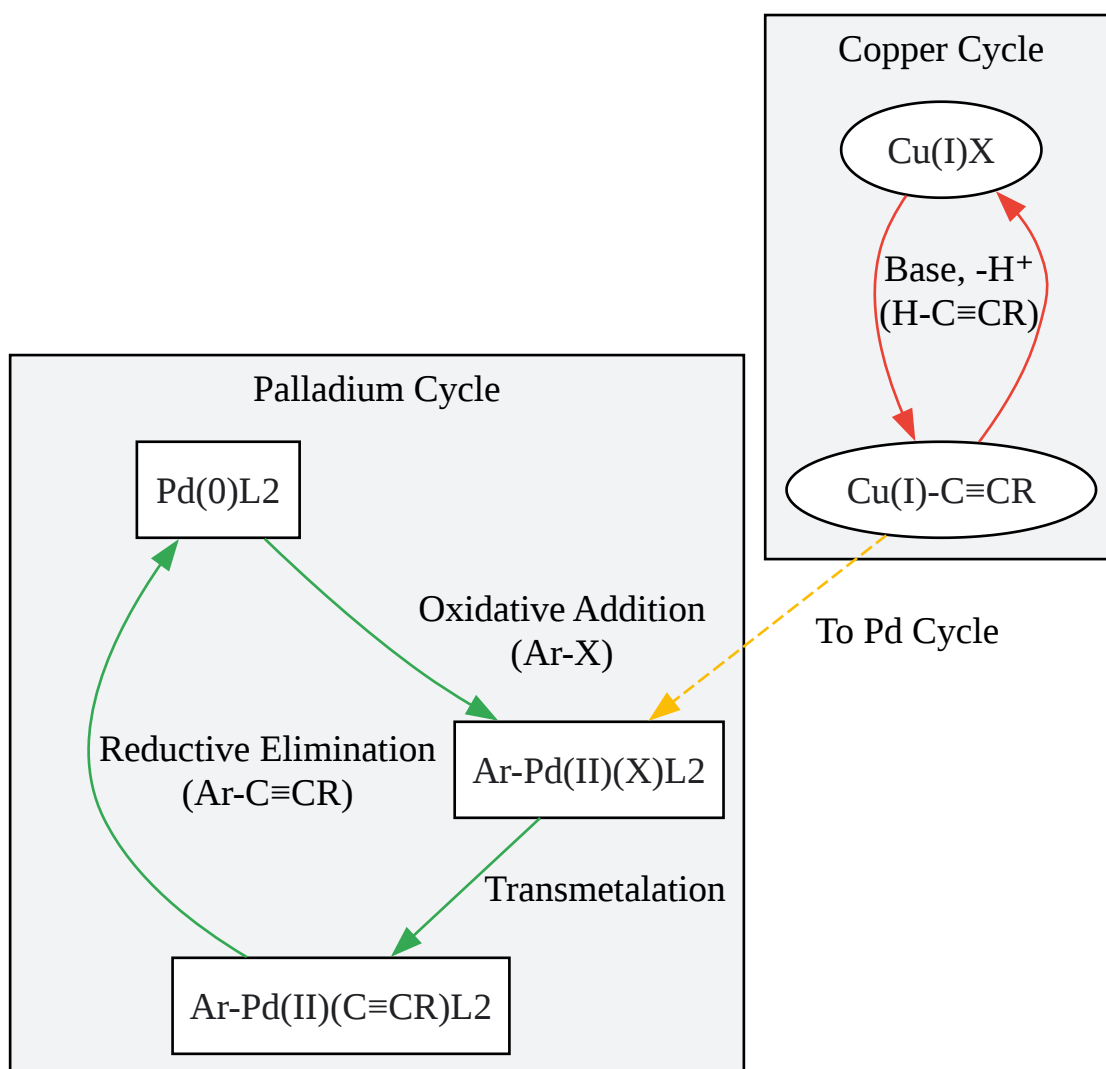 Copper Cycle
Cu(I)X
Base, -H⁺
(H-C≡CR)
Cu(I)-C≡CR
To Pd Cycle
Palladium Cycle
Pd(0)L2
Oxidative Addition
(Ar-X)
Ar-Pd(II)(X)L2
Reductive Elimination
(Ar-C≡CR)
Transmetalation
Ar-Pd(II)(C≡CR)L2